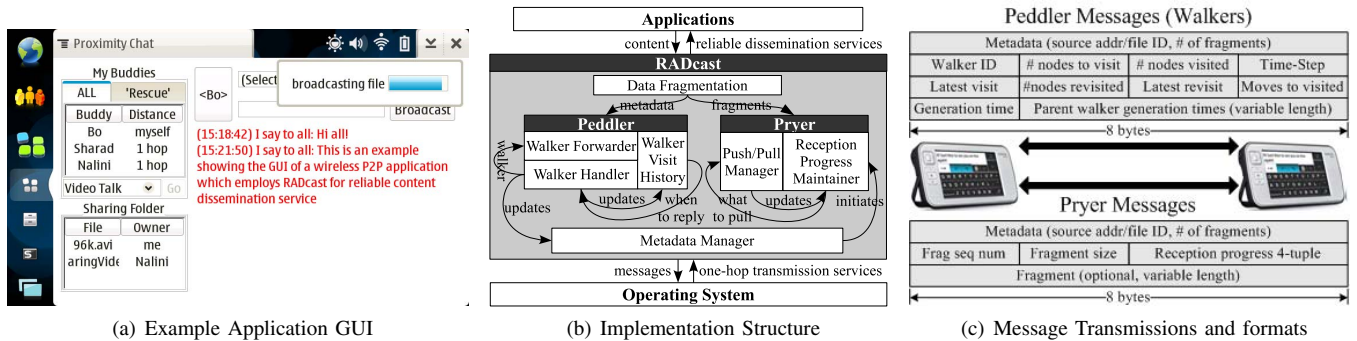 Proximity Chat
My Buddies
ALL 'Rescue'
Buddy Distance
Bo myself
Sharad 1 hop
Nalini 1 hop
Video Talk Go
Sharing Folder
File Owner
96k.avi me
aringVide Nalini
<Bo>
(Select
broadcasting file
Broadcast
(15:18:42) I say to all: Hi all!
(15:21:50) I say to all: This is an example
showing the GUI of a wireless P2P application
which employs RADcast for reliable content
dissemination service
(a) Example Application GUI
Applications
content reliable dissemination services
RADcast
Data Fragmentation
metadata fragments
Peddler
Walker Forwarder
Walker Handler
Walker
Visit
History
walker
updates
updates
when
to reply
Pryer
Push/Pull
Manager
Reception
Progress
Maintainer
what
to pull
updates
initiates
Metadata Manager
messages one-hop transmission services
Operating System
(b) Implementation Structure
Peddler Messages (Walkers)
Metadata (source addr/file ID, # of fragments)
Walker ID # nodes to visit # nodes visited Time-Step
Latest visit #nodes revisited Latest revisit Moves to visited
Generation time Parent walker generation times (variable length)
8 bytes
Pryer Messages
Metadata (source addr/file ID, # of fragments)
Frag seq num Fragment size Reception progress 4-tuple
Fragment (optional, variable length)
8 bytes
(c) Message Transmissions and formats